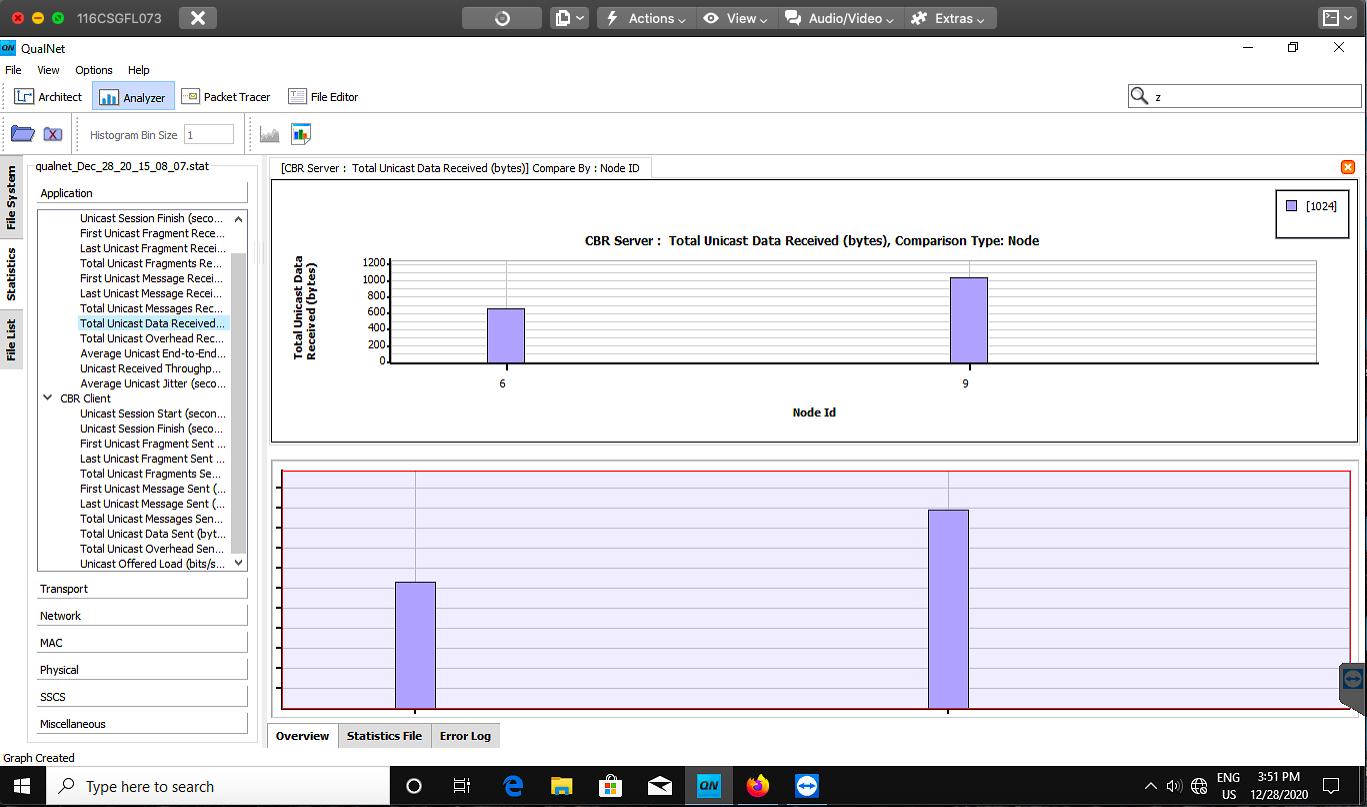 116CSGFL073
Actions
View
Audio/Video
Extras
QN QualNet
File View Options Help
Architect
Analyzer
Packet Tracer
File Editor
z
Histogram Bin Size 1
File System
Statistics
File List
qualnet_Dec_28_20_15_08_07.stat
Application
Unicast Session Finish (seco...
First Unicast Fragment Rece...
Last Unicast Fragment Recei...
Total Unicast Fragments Re...
First Unicast Message Recei...
Last Unicast Message Recei...
Total Unicast Messages Rec...
Total Unicast Data Received...
Total Unicast Overhead Rec...
Average Unicast End-to-End...
Unicast Received Throughp...
Average Unicast Jitter (seco...
CBR Client
Unicast Session Start (secon...
Unicast Session Finish (seco...
First Unicast Fragment Sent ...
Last Unicast Fragment Sent ...
Total Unicast Fragments Se...
First Unicast Message Sent (...
Last Unicast Message Sent (...
Total Unicast Messages Sen...
Total Unicast Data Sent (byt...
Total Unicast Overhead Sen...
Unicast Offered Load (bits/s...
Transport
Network
MAC
Physical
SSCS
Miscellaneous
[CBR Server : Total Unicast Data Received (bytes)] Compare By : Node ID
[1024]
CBR Server : Total Unicast Data Received (bytes), Comparison Type: Node
Total Unicast Data
Received (bytes)
1200
1000
800
600
400
200
0
6 9
Node Id
Overview
Statistics File
Error Log
Graph Created
Type here to search
QN
ENG
US
3:51 PM
12/28/2020